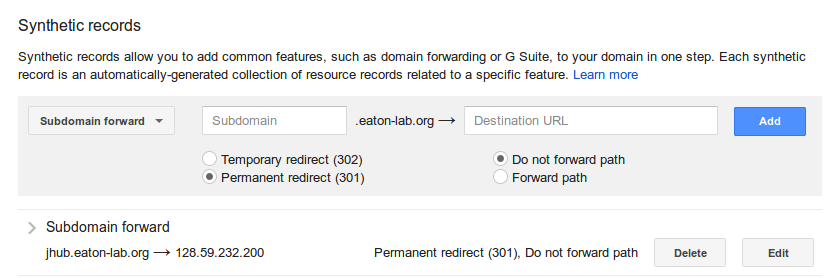 Synthetic records
Synthetic records allow you to add common features, such as domain forwarding or G Suite, to your domain in one step. Each synthetic
record is an automatically-generated collection of resource records related to a specific feature. Learn more
Subdomain forward Subdomain .eaton-lab.org → Destination URL Add
Temporary redirect (302) Do not forward path
Permanent redirect (301) Forward path
Subdomain forward
jhub.eaton-lab.org → 128.59.232.200 Permanent redirect (301), Do not forward path Delete Edit